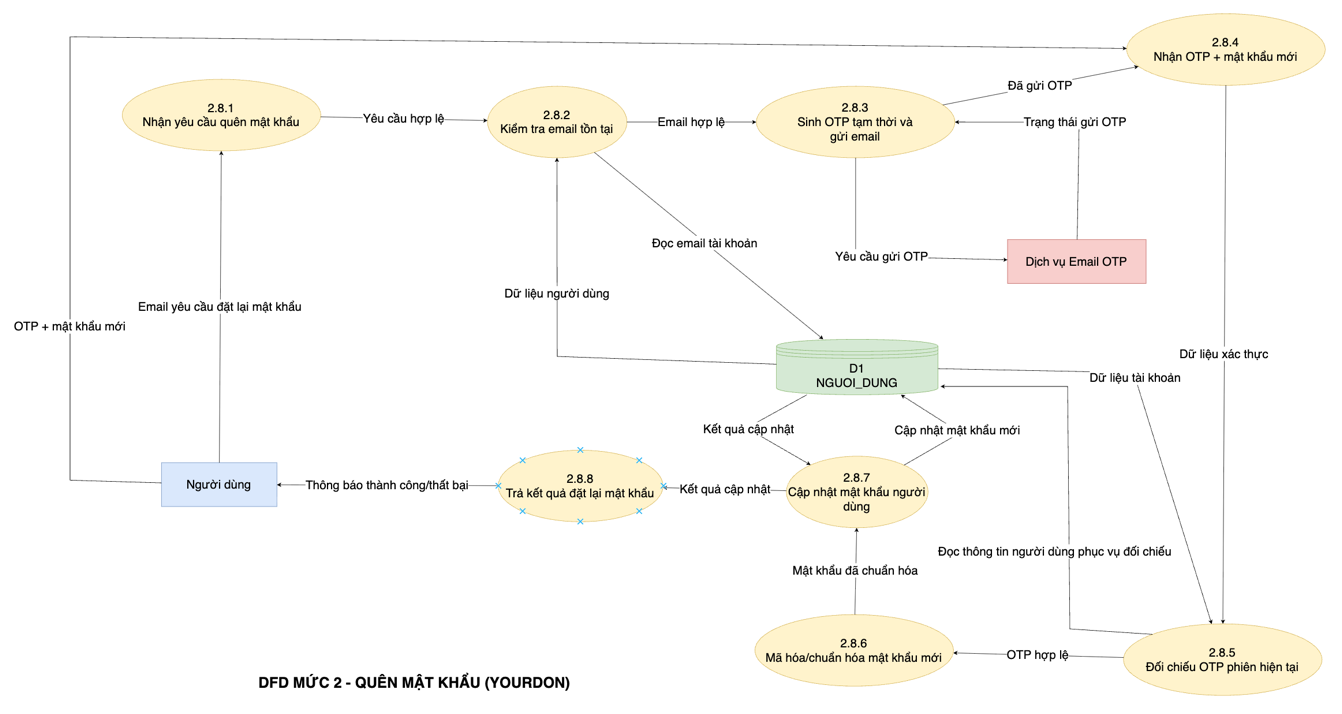 2.8.4
Nhận OTP + mật khẩu mới
2.8.1
Nhận yêu cầu quên mật khẩu
Yêu cầu hợp lệ
2.8.2
Kiểm tra email tồn tại
Email hợp lệ
2.8.3
Sinh OTP tạm thời và
gửi email
Đã gửi OTP
Trạng thái gửi OTP
Đọc email tài khoản
Yêu cầu gửi OTP
Dịch vụ Email OTP
Dữ liệu người dùng
Email yêu cầu đặt lại mật khẩu
OTP + mật khẩu mới
Dữ liệu xác thực
D1
NGUOI_DUNG
Dữ liệu tài khoản
Kết quả cập nhật
Cập nhật mật khẩu mới
Người dùng
Thông báo thành công/thất bại
2.8.8
Trả kết quả đặt lại mật khẩu
Kết quả cập nhật
2.8.7
Cập nhật mật khẩu người
dùng
Đọc thông tin người dùng phục vụ đối chiếu
Mật khẩu đã chuẩn hóa
2.8.6
Mã hóa/chuẩn hóa mật khẩu mới
OTP hợp lệ
2.8.5
Đối chiếu OTP phiên hiện tại
DFD MỨC 2 - QUÊN MẬT KHẨU (YOURDON)